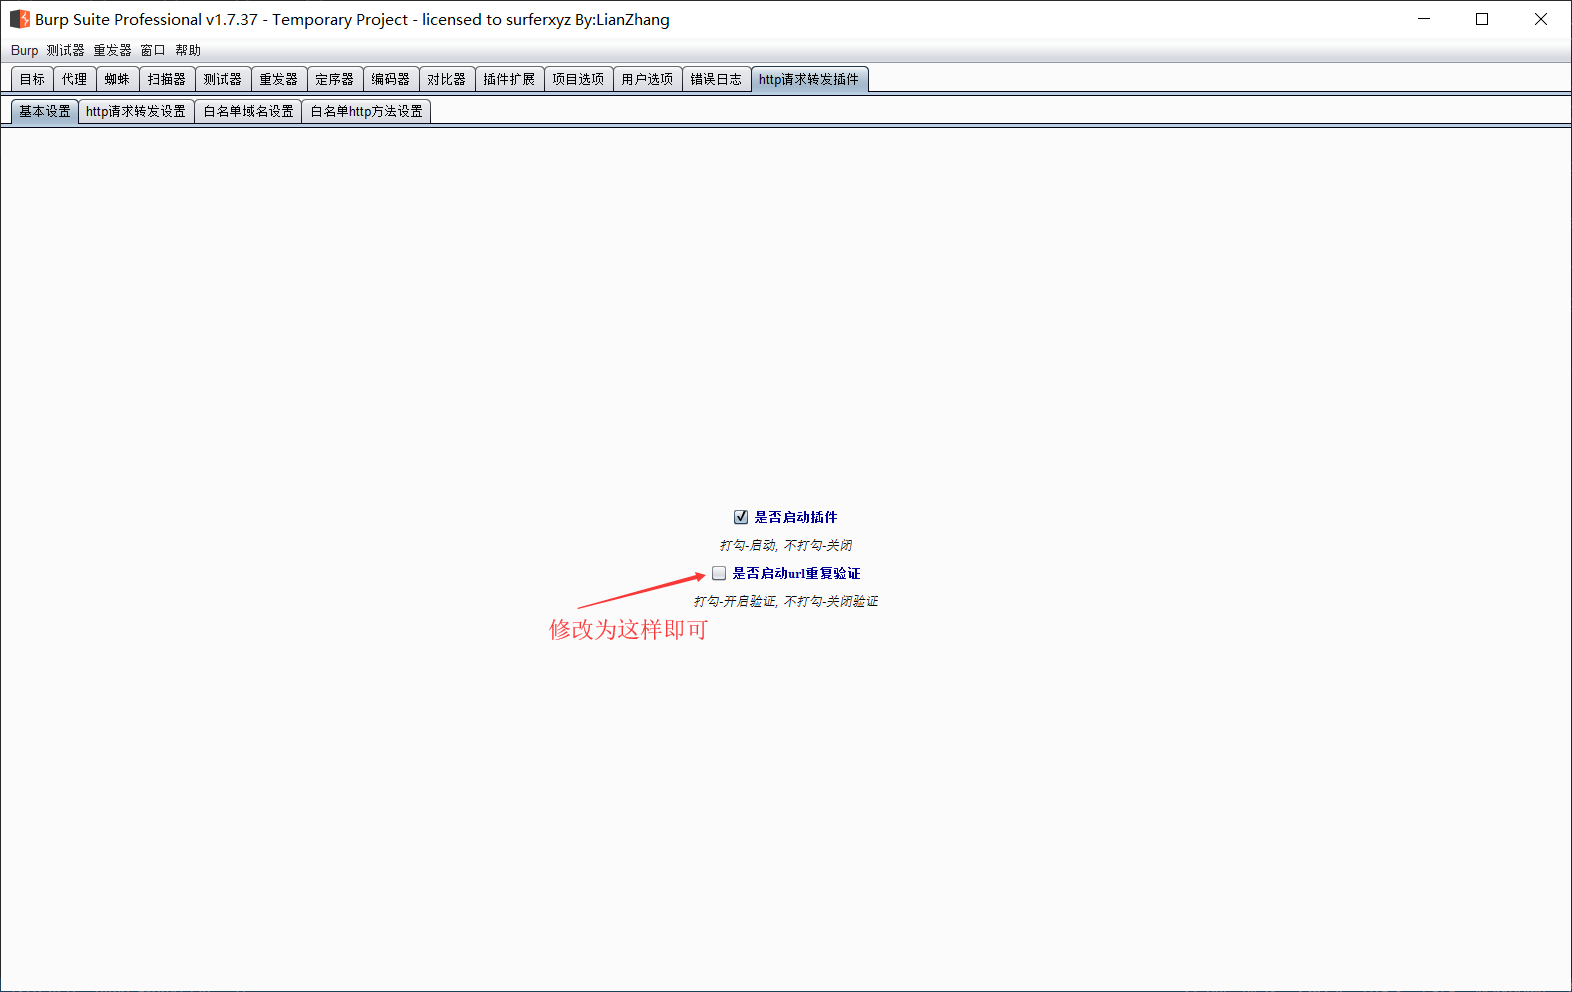 Burp Suite Professional v1.7.37 - Temporary Project - licensed to surferxyz By:LianZhang
Burp 测试器 重发器 窗口 帮助
目标 代理 蜘蛛 扫描器 测试器 重发器 定序器 编码器 对比器 插件扩展 项目选项 用户选项 错误日志 http请求转发插件
基本设置 http请求转发设置 白名单域名设置 白名单http方法设置
是否启动插件
打勾-启动, 不打勾-关闭
是否启动url重复验证
打勾-开启验证, 不打勾-关闭验证
修改为这样即可